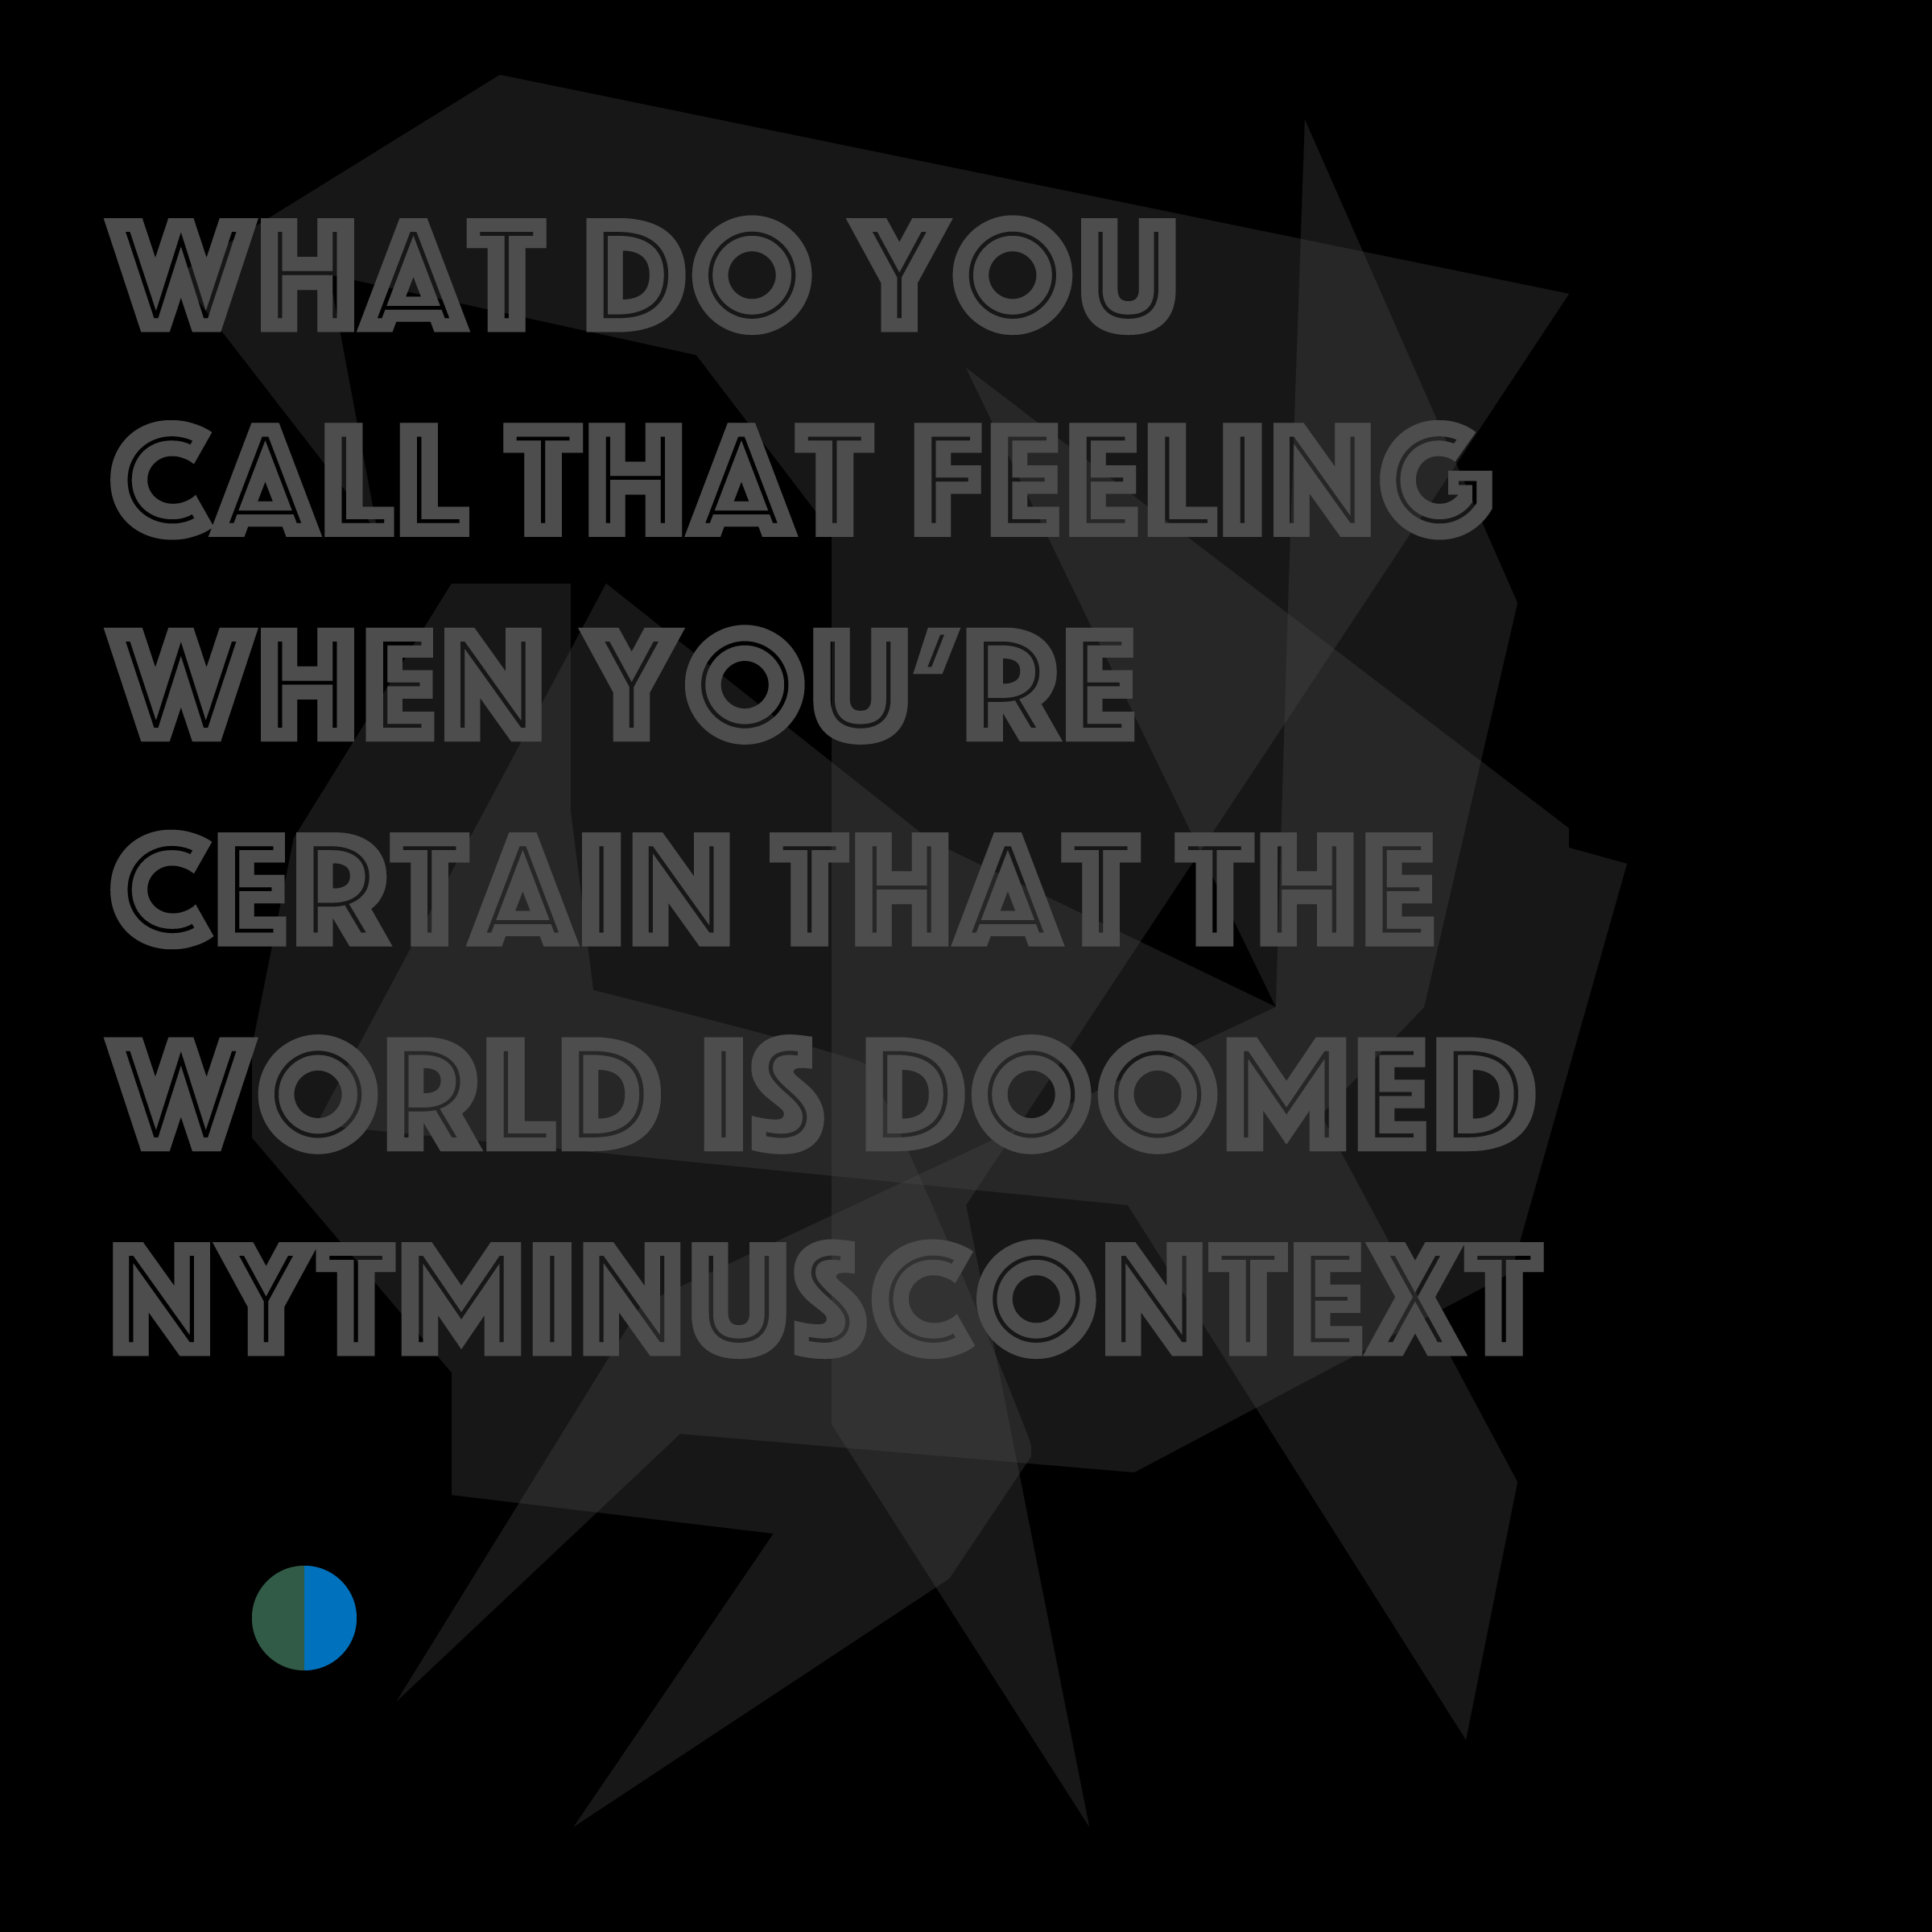 WHAT DO YOU
CALL THAT FEELING
WHEN YOU'RE
CERTAIN THAT THE
WORLD IS DOOMED
NYTMINUSCONTEXT